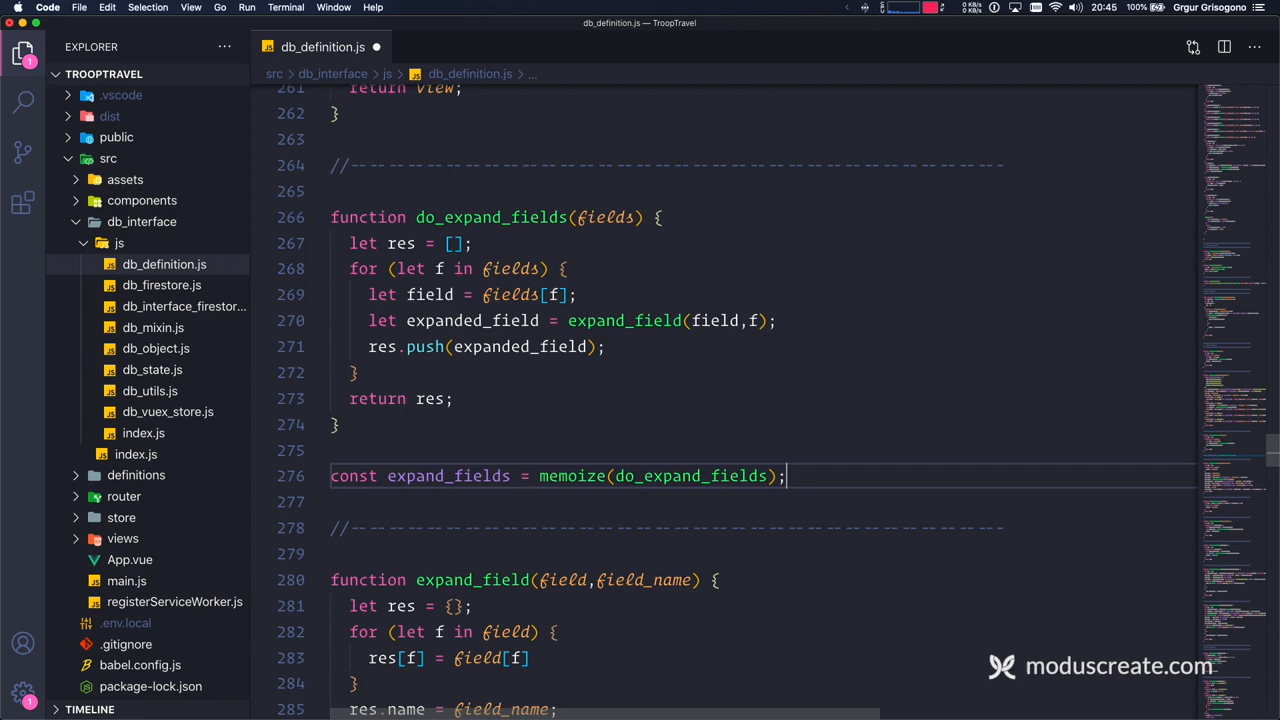 Code File Edit Selection View Go Run Terminal Window Help 0 KB/s 0 KB/s 20:45 100% Grgur Grisogono
db_definition.js — TroopTravel
EXPLORER
db_definition.js
src > db_interface > js > db_definition.js > ...
TROOPTRAVEL
.vscode
dist
public
src
assets
components
db_interface
js
db_definition.js
db_firestore.js
db_interface_firestor...
db_mixin.js
db_object.js
db_state.js
db_utils.js
db_vuex_store.js
index.js
index.js
definitions
router
store
views
App.vue
main.js
registerServiceWorker.js
.env.local
.gitignore
babel.config.js
package-lock.json
TIMELINE
1
1
261 return view;
262 }
263
264 //-- -- -- -- -- -- -- -- -- -- -- -- -- -- -- -- -- -- -- -- -- -- -- -- -- -- -- -- -- -- -- -- -- -- ---
265
266 function do_expand_fields(fields) {
267 let res = [];
268 for (let f in fields) {
269 let field = fields[f];
270 let expanded_field = expand_field(field,f);
271 res.push(expanded_field);
272 }
273 return res;
274 }
275
276 const expand_fields = memoize(do_expand_fields);
277
278 //-- -- -- -- -- -- -- -- -- -- -- -- -- -- -- -- -- -- -- -- -- -- -- -- -- -- -- -- -- -- -- -- -- -- ---
279
280 function expand_field(field,field_name) {
281 let res = {};
282 for (let f in field) {
283 res[f] = field[f]
284 }
285 res.name = field_name;
moduscreate.com